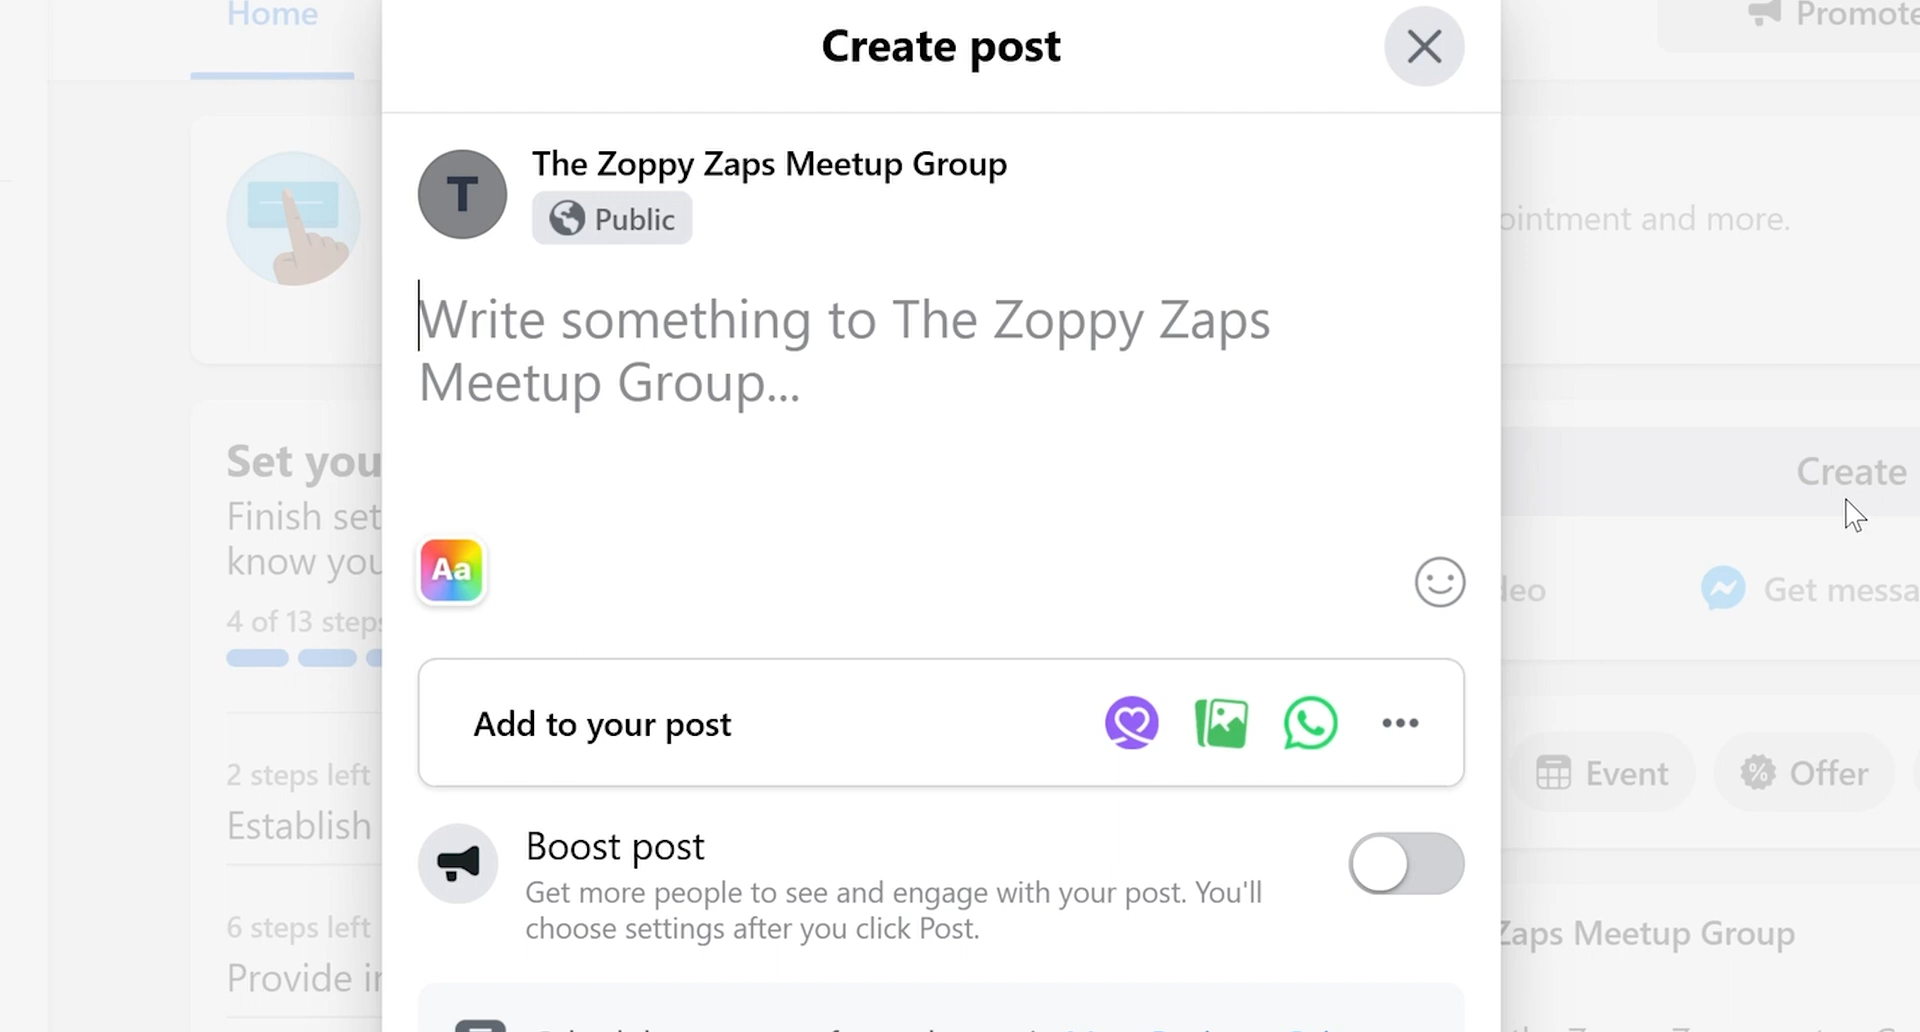 Home
Promote
Create post
T
The Zoppy Zaps Meetup Group
Public
Write something to The Zoppy Zaps
Meetup Group...
ointment and more.
Set you
Finish set
know you
4 of 13 steps
Create
Aa
deo
Get messa
Add to your post
2 steps left
Establish
Event
Offer
Boost post
Get more people to see and engage with your post. You'll
choose settings after you click Post.
6 steps left
Provide in
Zaps Meetup Group